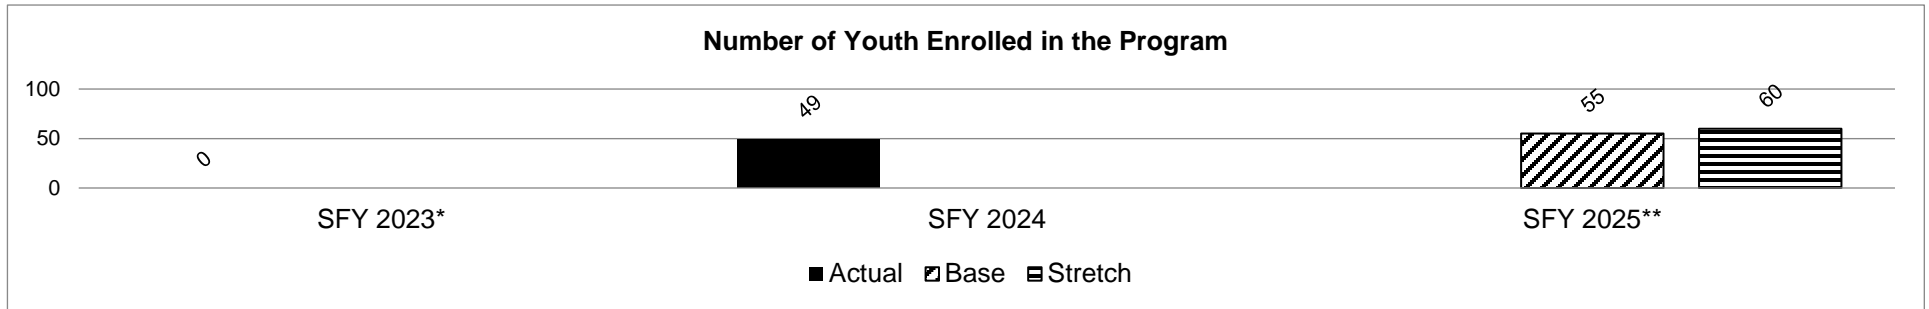 Number of Youth Enrolled in the Program
100
50
0
0
49
55
60
SFY 2023*
SFY 2024
SFY 2025**
Actual
Base
Stretch